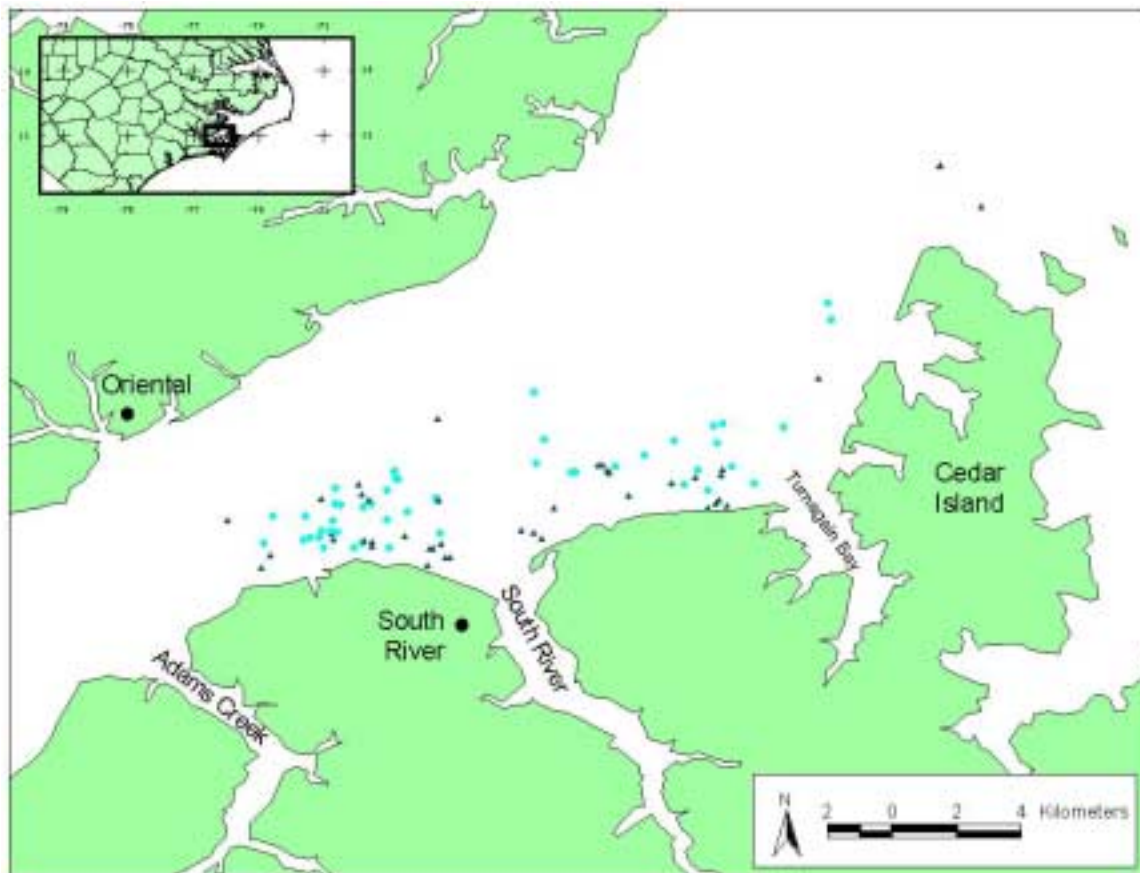 Oriental
Cedar
Island
Turnagain Bay
South
River
South River
Adams Creek
N
2 0 2 4 Kilometers